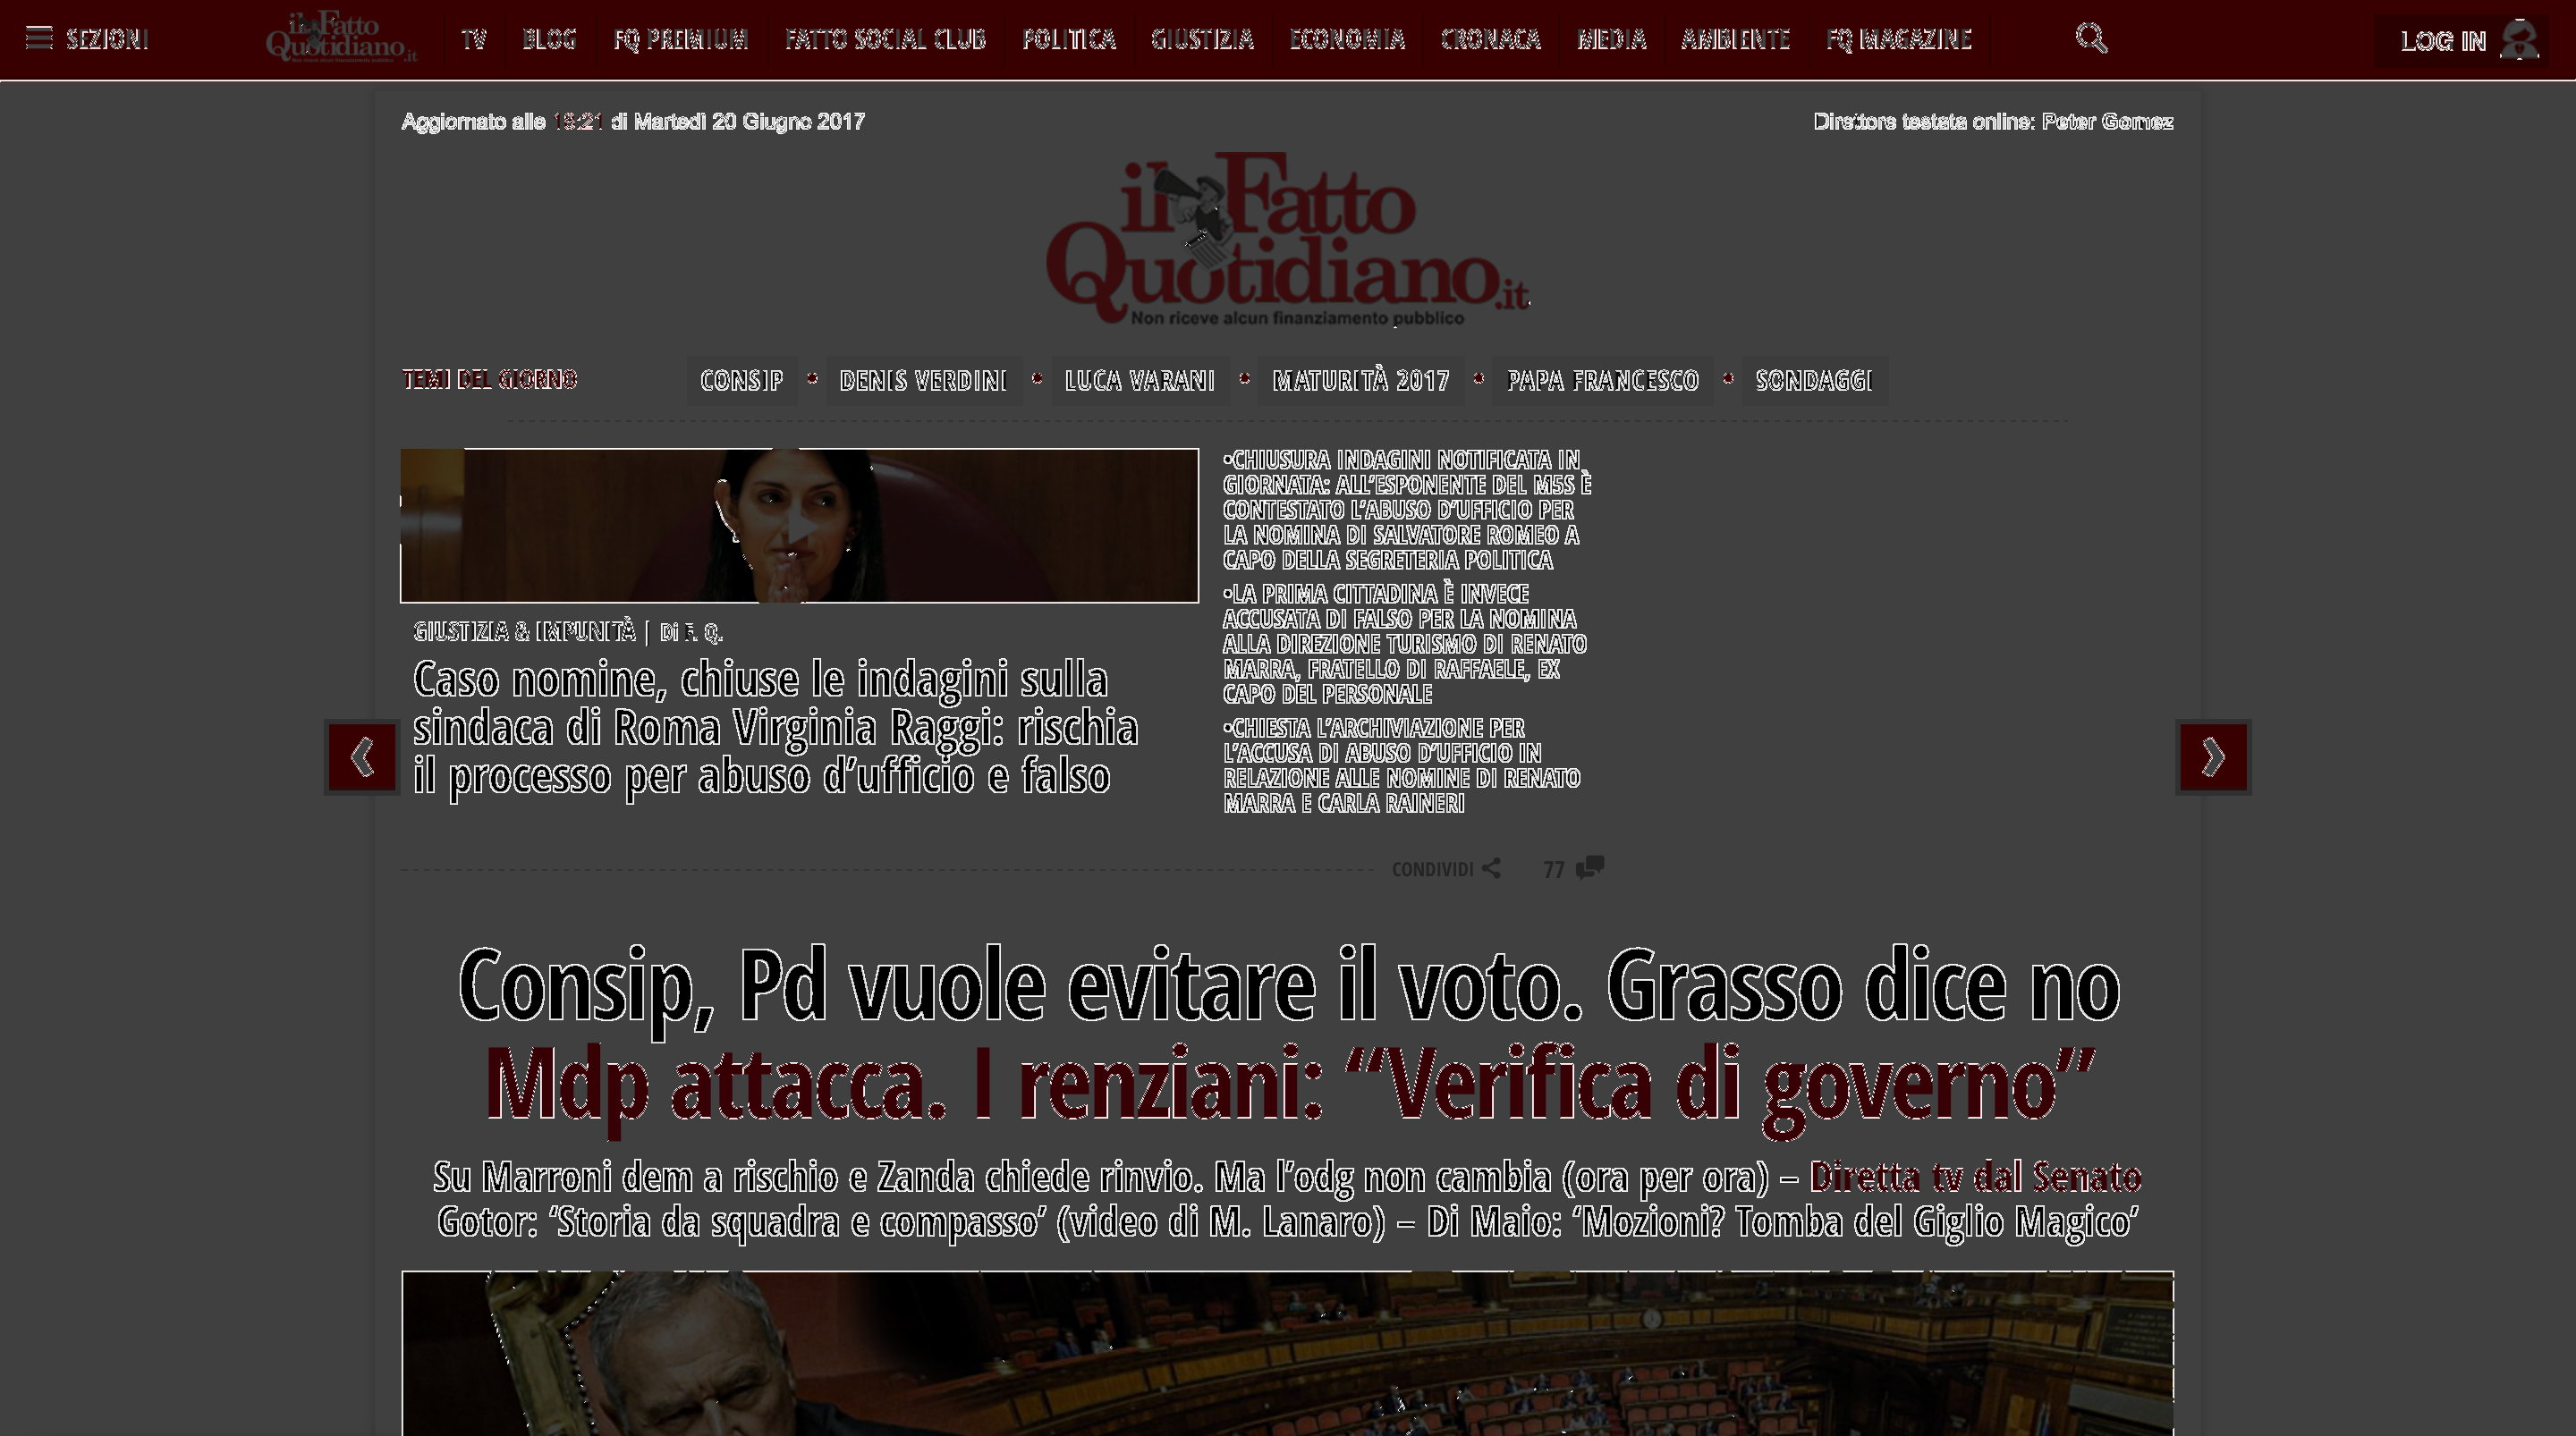 SEZIONI
il Fatto Quotidiano.it
TV BLOG FQ PREMIUM FATTO SOCIAL CLUB POLITICA GIUSTIZIA ECONOMIA CRONACA MEDIA AMBIENTE FQ MAGAZINE
LOG IN
Aggiornato alle di Martedì 20 Giugno 2017
Direttore testata online: Peter Gomez
il Fatto
Quotidiano.it
Non riceve alcun finanziamento pubblico
TEMI DEL GIORNO
CONSIP • DENIS VERDINI • LUCA VARANI • MATURITÀ 2017 • PAPA FRANCESCO • SONDAGGI
GIUSTIZIA & IMPUNITÀ | Di F. Q.
Caso nomine, chiuse le indagini sulla
sindaca di Roma Virginia Raggi: rischia
il processo per abuso d’ufficio e falso
•CHIUSURA INDAGINI NOTIFICATA IN
GIORNATA: ALL’ESPONENTE DEL M5S È
CONTESTATO L’ABUSO D’UFFICIO PER
LA NOMINA DI SALVATORE ROMEO A
CAPO DELLA SEGRETERIA POLITICA
•LA PRIMA CITTADINA È INVECE
ACCUSATA DI FALSO PER LA NOMINA
ALLA DIREZIONE TURISMO DI RENATO
MARRA, FRATELLO DI RAFFAELE, EX
CAPO DEL PERSONALE
•CHIESTA L’ARCHIVIAZIONE PER
L’ACCUSA DI ABUSO D’UFFICIO IN
RELAZIONE ALLE NOMINE DI RENATO
MARRA E CARLA RAINERI
CONDIVIDI 77
Consip, Pd vuole evitare il voto. Grasso dice no
Mdp attacca. I renziani: “Verifica di governo”
Su Marroni dem a rischio e Zanda chiede rinvio. Ma l’odg non cambia (ora per ora) – Diretta tv dal Senato
Gotor: ‘Storia da squadra e compasso’ (video di M. Lanaro) – Di Maio: ‘Mozioni? Tomba del Giglio Magico’